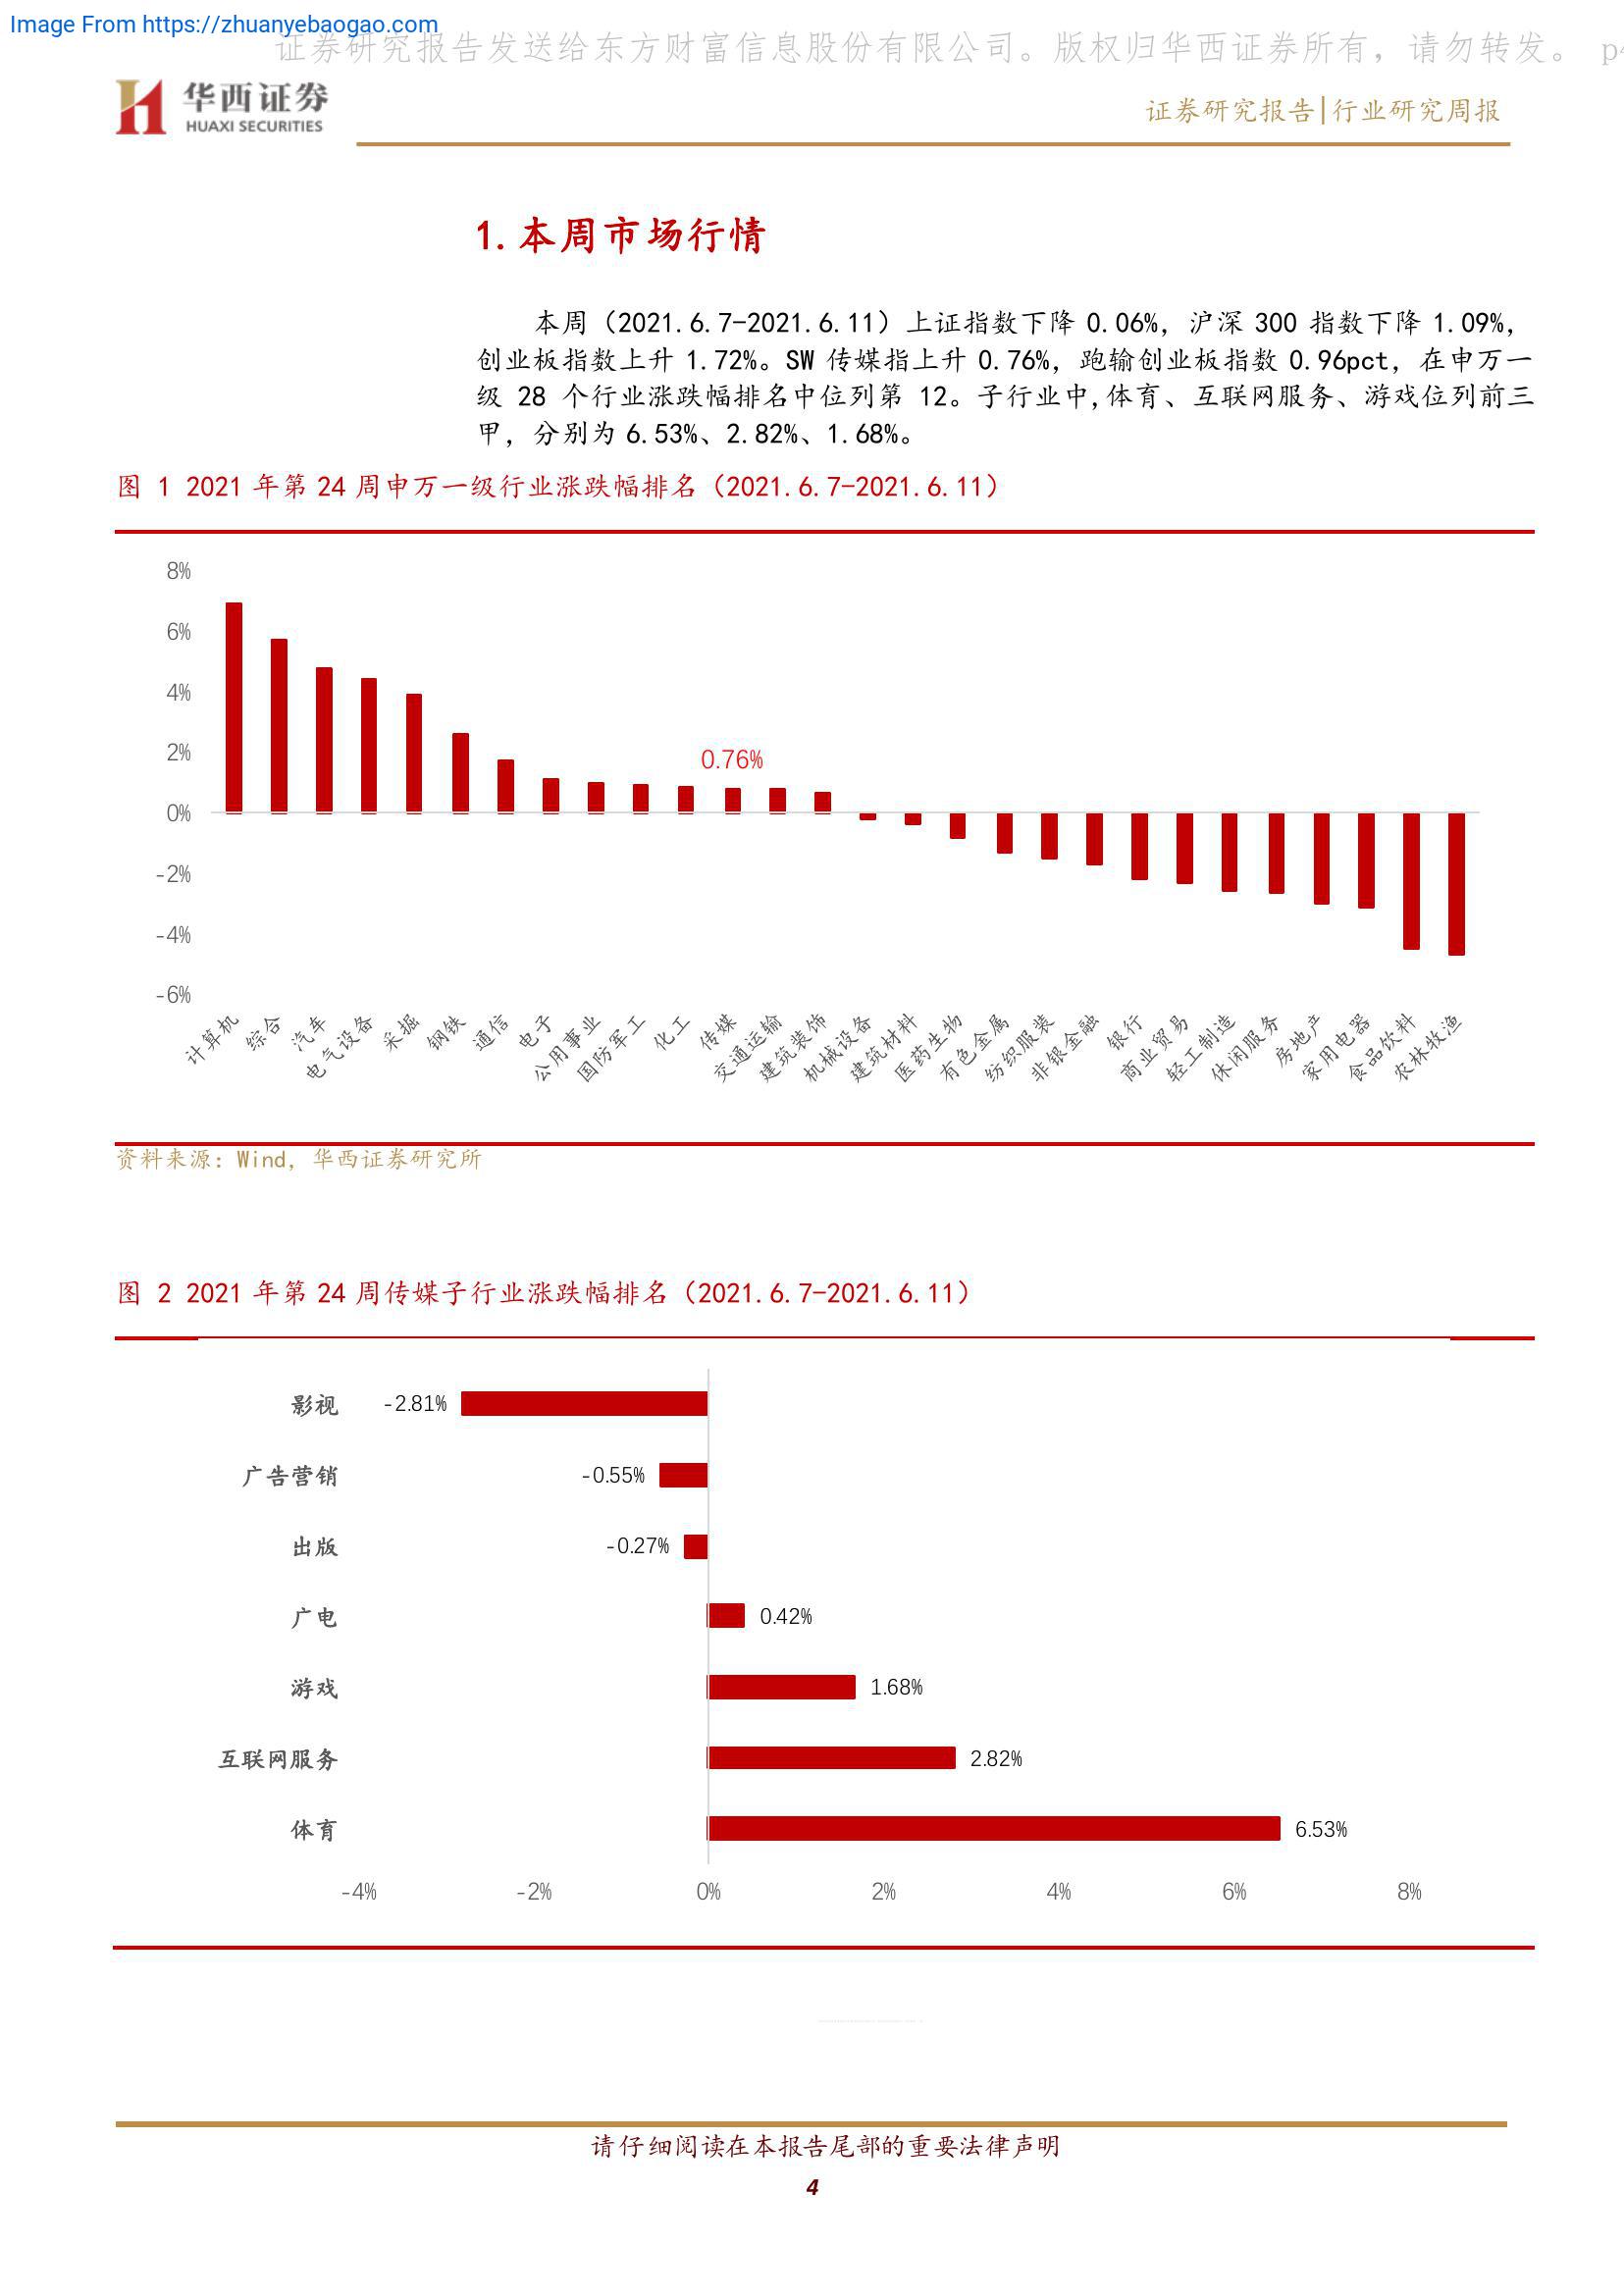 Image From https://zhuanyebaogao.com
证券研究报告发送给东方财富信息股份有限公司。版权归华西证券所有，请勿转发。 p4
华西证券
HUAXI SECURITIES
证券研究报告|行业研究周报
1.本周市场行情
本周（2021.6.7-2021.6.11）上证指数下降 0.06%，沪深 300 指数下降 1.09%，
创业板指数上升 1.72%。SW 传媒指上升 0.76%，跑输创业板指数 0.96pct，在申万一
级 28 个行业涨跌幅排名中位列第 12。子行业中,体育、互联网服务、游戏位列前三
甲，分别为 6.53%、2.82%、1.68%。
图 1 2021 年第 24 周申万一级行业涨跌幅排名（2021.6.7-2021.6.11）
8%
6%
4%
2%
0%
-2%
-4%
-6%
0.76%
计算机
综合
汽车
电气设备
采掘
钢铁
通信
电子
公用事业
国防军工
化工
传媒
交通运输
建筑装饰
机械设备
建筑材料
医药生物
有色金属
纺织服装
非银金融
银行
商业贸易
轻工制造
休闲服务
房地产
家用电器
食品饮料
农林牧渔
资料来源：Wind，华西证券研究所
图 2 2021 年第 24 周传媒子行业涨跌幅排名（2021.6.7-2021.6.11）
影视 -2.81%
广告营销 -0.55%
出版 -0.27%
广电 0.42%
游戏 1.68%
互联网服务 2.82%
体育 6.53%
-4% -2% 0% 2% 4% 6% 8%
请仔细阅读在本报告尾部的重要法律声明
4